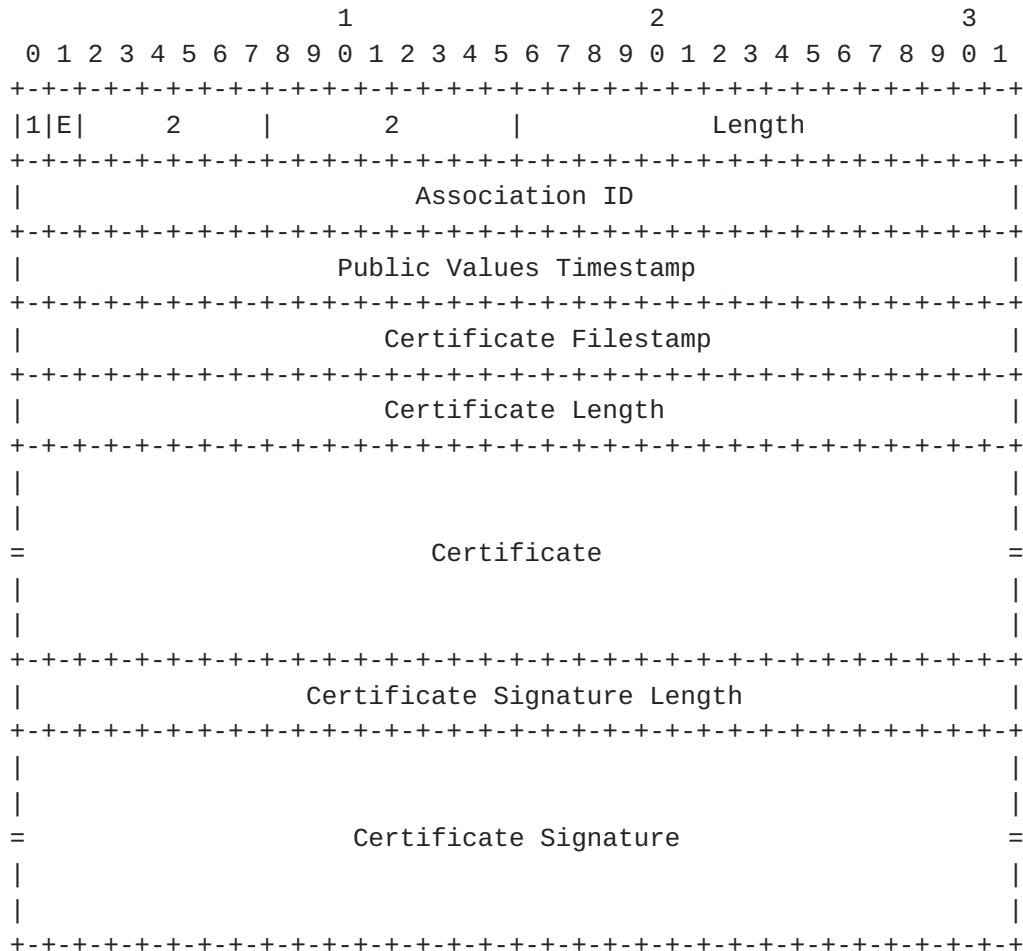 1                   2                   3
 0 1 2 3 4 5 6 7 8 9 0 1 2 3 4 5 6 7 8 9 0 1 2 3 4 5 6 7 8 9 0 1
+-+-+-+-+-+-+-+-+-+-+-+-+-+-+-+-+-+-+-+-+-+-+-+-+-+-+-+-+-+-+-+-+
|1|E|     2     |       2       |            Length             |
+-+-+-+-+-+-+-+-+-+-+-+-+-+-+-+-+-+-+-+-+-+-+-+-+-+-+-+-+-+-+-+-+
|                         Association ID                        |
+-+-+-+-+-+-+-+-+-+-+-+-+-+-+-+-+-+-+-+-+-+-+-+-+-+-+-+-+-+-+-+-+
|                    Public Values Timestamp                    |
+-+-+-+-+-+-+-+-+-+-+-+-+-+-+-+-+-+-+-+-+-+-+-+-+-+-+-+-+-+-+-+-+
|                       Certificate Filestamp                   |
+-+-+-+-+-+-+-+-+-+-+-+-+-+-+-+-+-+-+-+-+-+-+-+-+-+-+-+-+-+-+-+-+
|                       Certificate Length                      |
+-+-+-+-+-+-+-+-+-+-+-+-+-+-+-+-+-+-+-+-+-+-+-+-+-+-+-+-+-+-+-+-+
|                                                               |
|                                                               |
=                          Certificate                          =
|                                                               |
|                                                               |
+-+-+-+-+-+-+-+-+-+-+-+-+-+-+-+-+-+-+-+-+-+-+-+-+-+-+-+-+-+-+-+-+
|                  Certificate Signature Length                 |
+-+-+-+-+-+-+-+-+-+-+-+-+-+-+-+-+-+-+-+-+-+-+-+-+-+-+-+-+-+-+-+-+
|                                                               |
|                                                               |
=                     Certificate Signature                     =
|                                                               |
|                                                               |
+-+-+-+-+-+-+-+-+-+-+-+-+-+-+-+-+-+-+-+-+-+-+-+-+-+-+-+-+-+-+-+-+